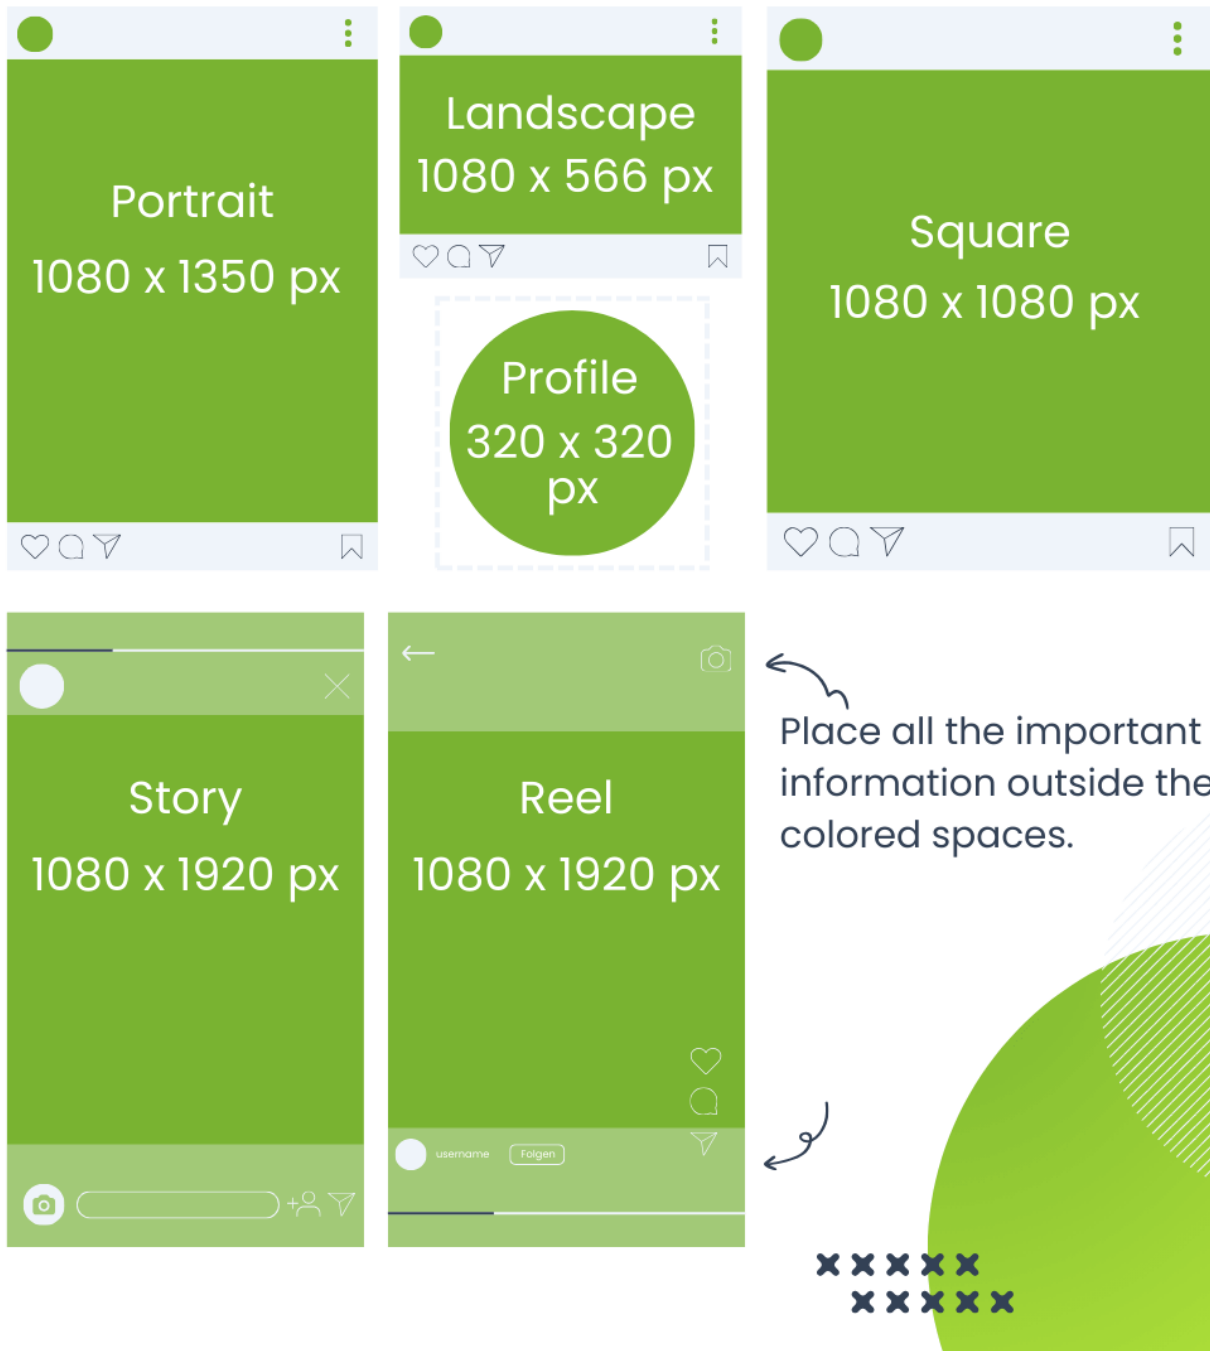 Portrait
1080 x 1350 px
Landscape
1080 x 566 px
Profile
320 x 320
px
Square
1080 x 1080 px
Story
1080 x 1920 px
Reel
1080 x 1920 px
username
Folgen
Place all the important
information outside the
colored spaces.